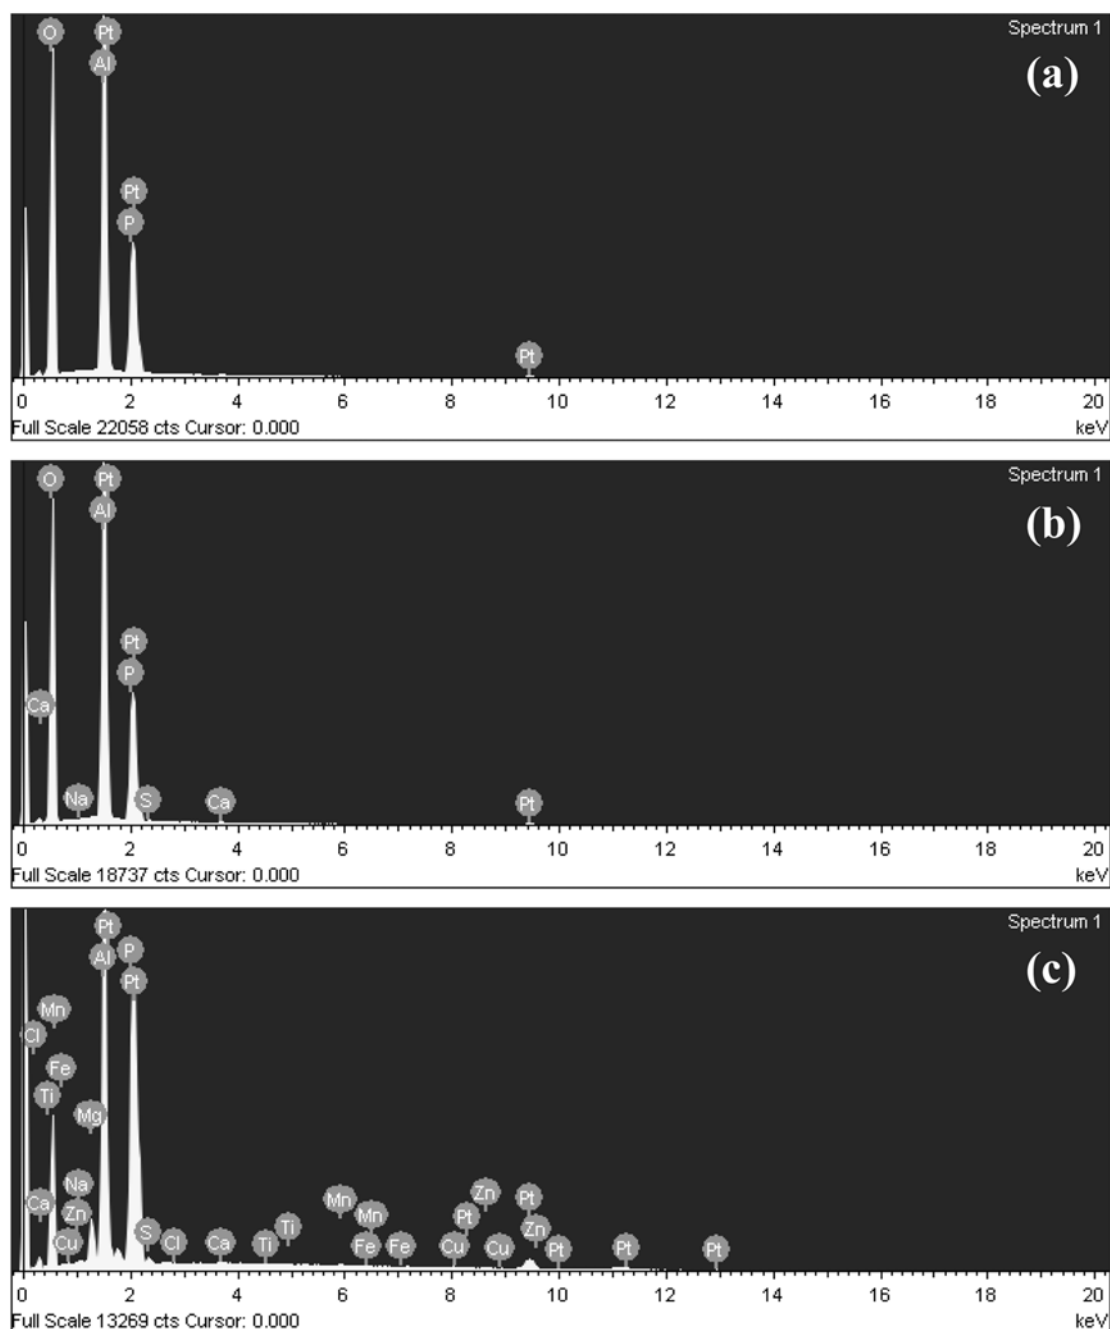 Spectrum 1
(a)
O Pt
Al
Pt
P
Pt
0 2 4 6 8 10 12 14 16 18 20
Full Scale 22058 cts Cursor: 0.000 keV
Spectrum 1
(b)
O Pt
Al
Pt
P
Ca
Na S Ca Pt
0 2 4 6 8 10 12 14 16 18 20
Full Scale 18737 cts Cursor: 0.000 keV
Spectrum 1
(c)
Pt
Al P
Pt
Mn
Cl
Fe
Ti
Mg
Na Zn Pt
Ca Mn
Zn Mn Pt Zn
S
Cu Cl Ca Ti Ti Fe Fe Cu Cu Pt Pt Pt
0 2 4 6 8 10 12 14 16 18 20
Full Scale 13269 cts Cursor: 0.000 keV